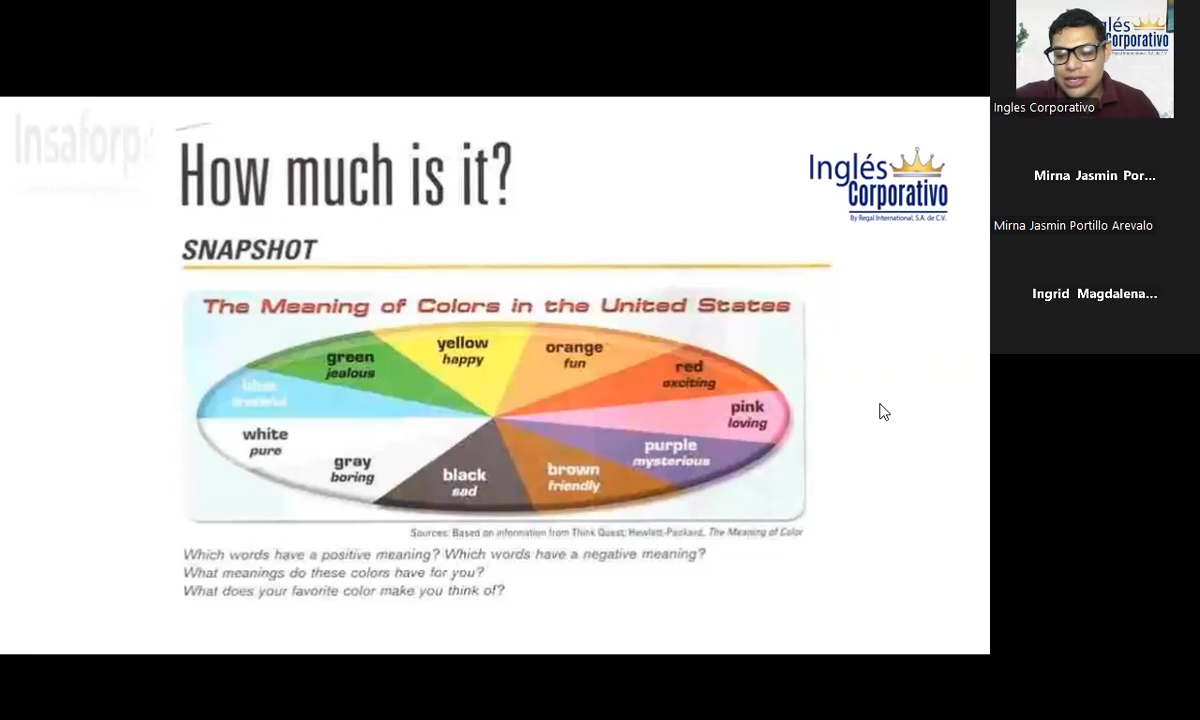 Insaforp
How much is it?
Inglés
Corporativo
By Regal International, S.A. de C.V.
SNAPSHOT
The Meaning of Colors in the United States
yellow
happy
orange
fun
green
jealous
red
exciting
blue
pink
loving
white
pure
purple
mysterious
gray
boring
black
sad
brown
friendly
Sources: Based on information from Think Quest; Hewlett-Packard, The Meaning of Color
Which words have a positive meaning? Which words have a negative meaning?
What meanings do these colors have for you?
What does your favorite color make you think of?
glés
Corporativo
Ingles Corporativo
Mirna Jasmin Por...
Mirna Jasmin Portillo Arevalo
Ingrid Magdalena...